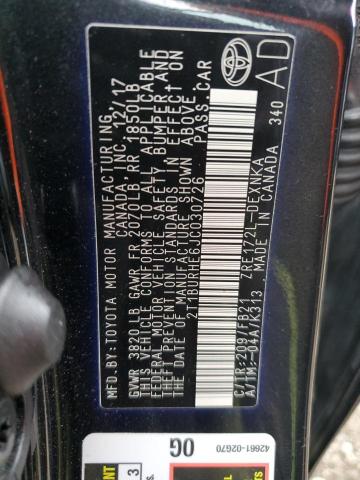 MFD. BY: TOYOTA MOTOR MANUFACTURING
CANADA, INC. 12/17
GVWR 3820 LB GAWR FR 2070LB, RR 1850LB
THIS VEHICLE CONFORMS TO ALL APPLICABLE
FEDERAL MOTOR VEHICLE SAFETY, BUMPER, AND
THEFT PREVENTION STANDARDS IN EFFECT ON
THE DATE OF MANUFACTURE SHOWN ABOVE.
2T1BURHE6JC030726 PASS. CAR
C/TR: 209/FB21 ZRE172L-DEXNKA
A/TM: -04A/K313 MADE IN CANADA
340
AD
42661-02G70
0G
3